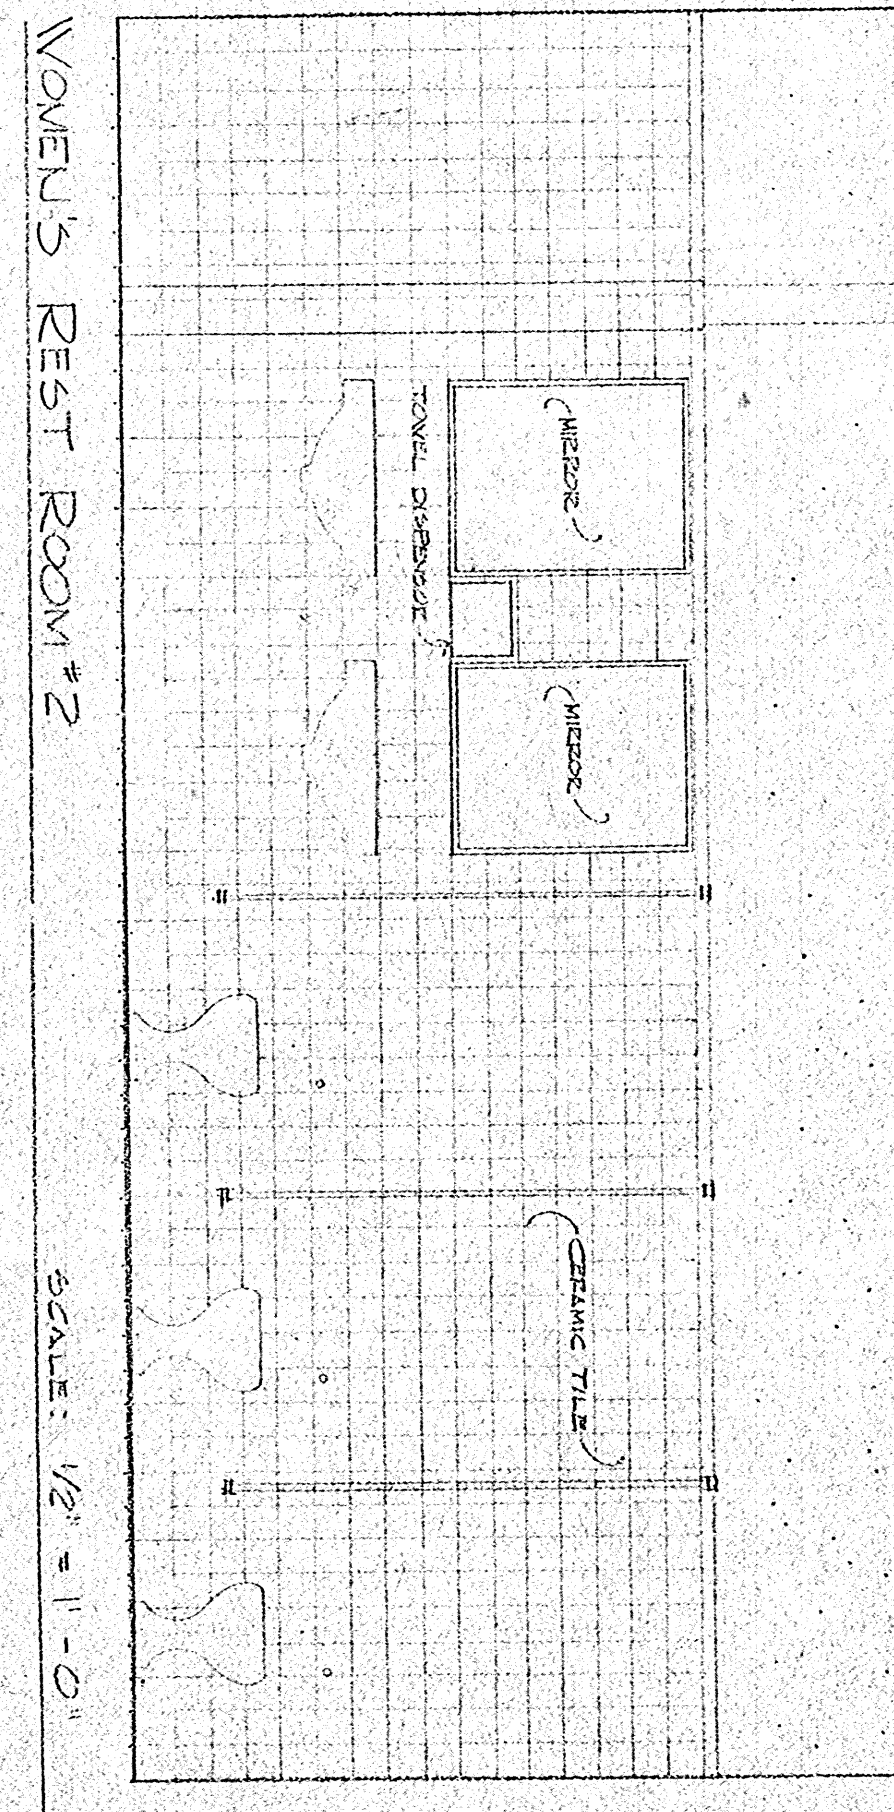 MIRROR
MIRROR
TOWEL DISPENSOR
CERAMIC TILE
WOMEN'S REST ROOM #2
SCALE: 1/2" = 1'-0"